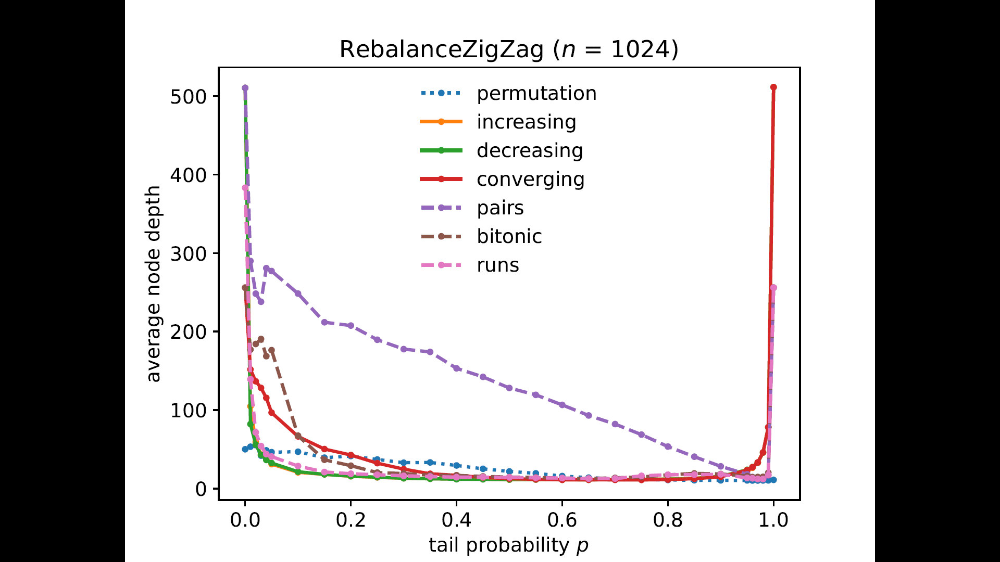 RebalanceZigZag (n = 1024)
500
400
300
200
100
0
average node depth
permutation
increasing
decreasing
converging
pairs
bitonic
runs
0.0 0.2 0.4 0.6 0.8 1.0
tail probability p